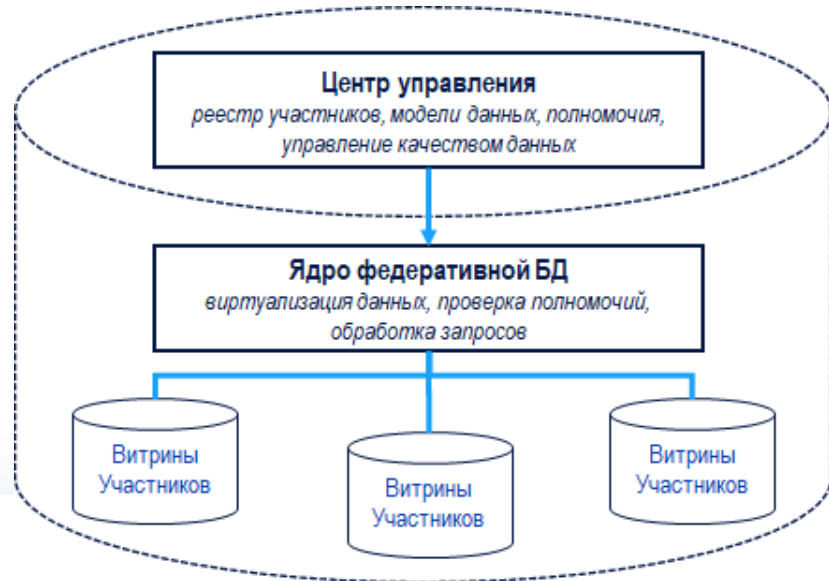 Центр управления
реестр участников, модели данных, полномочия,
управление качеством данных
Ядро федеративной БД
виртуализация данных, проверка полномочий,
обработка запросов
Витрины
Участников
Витрины
Участников
Витрины
Участников